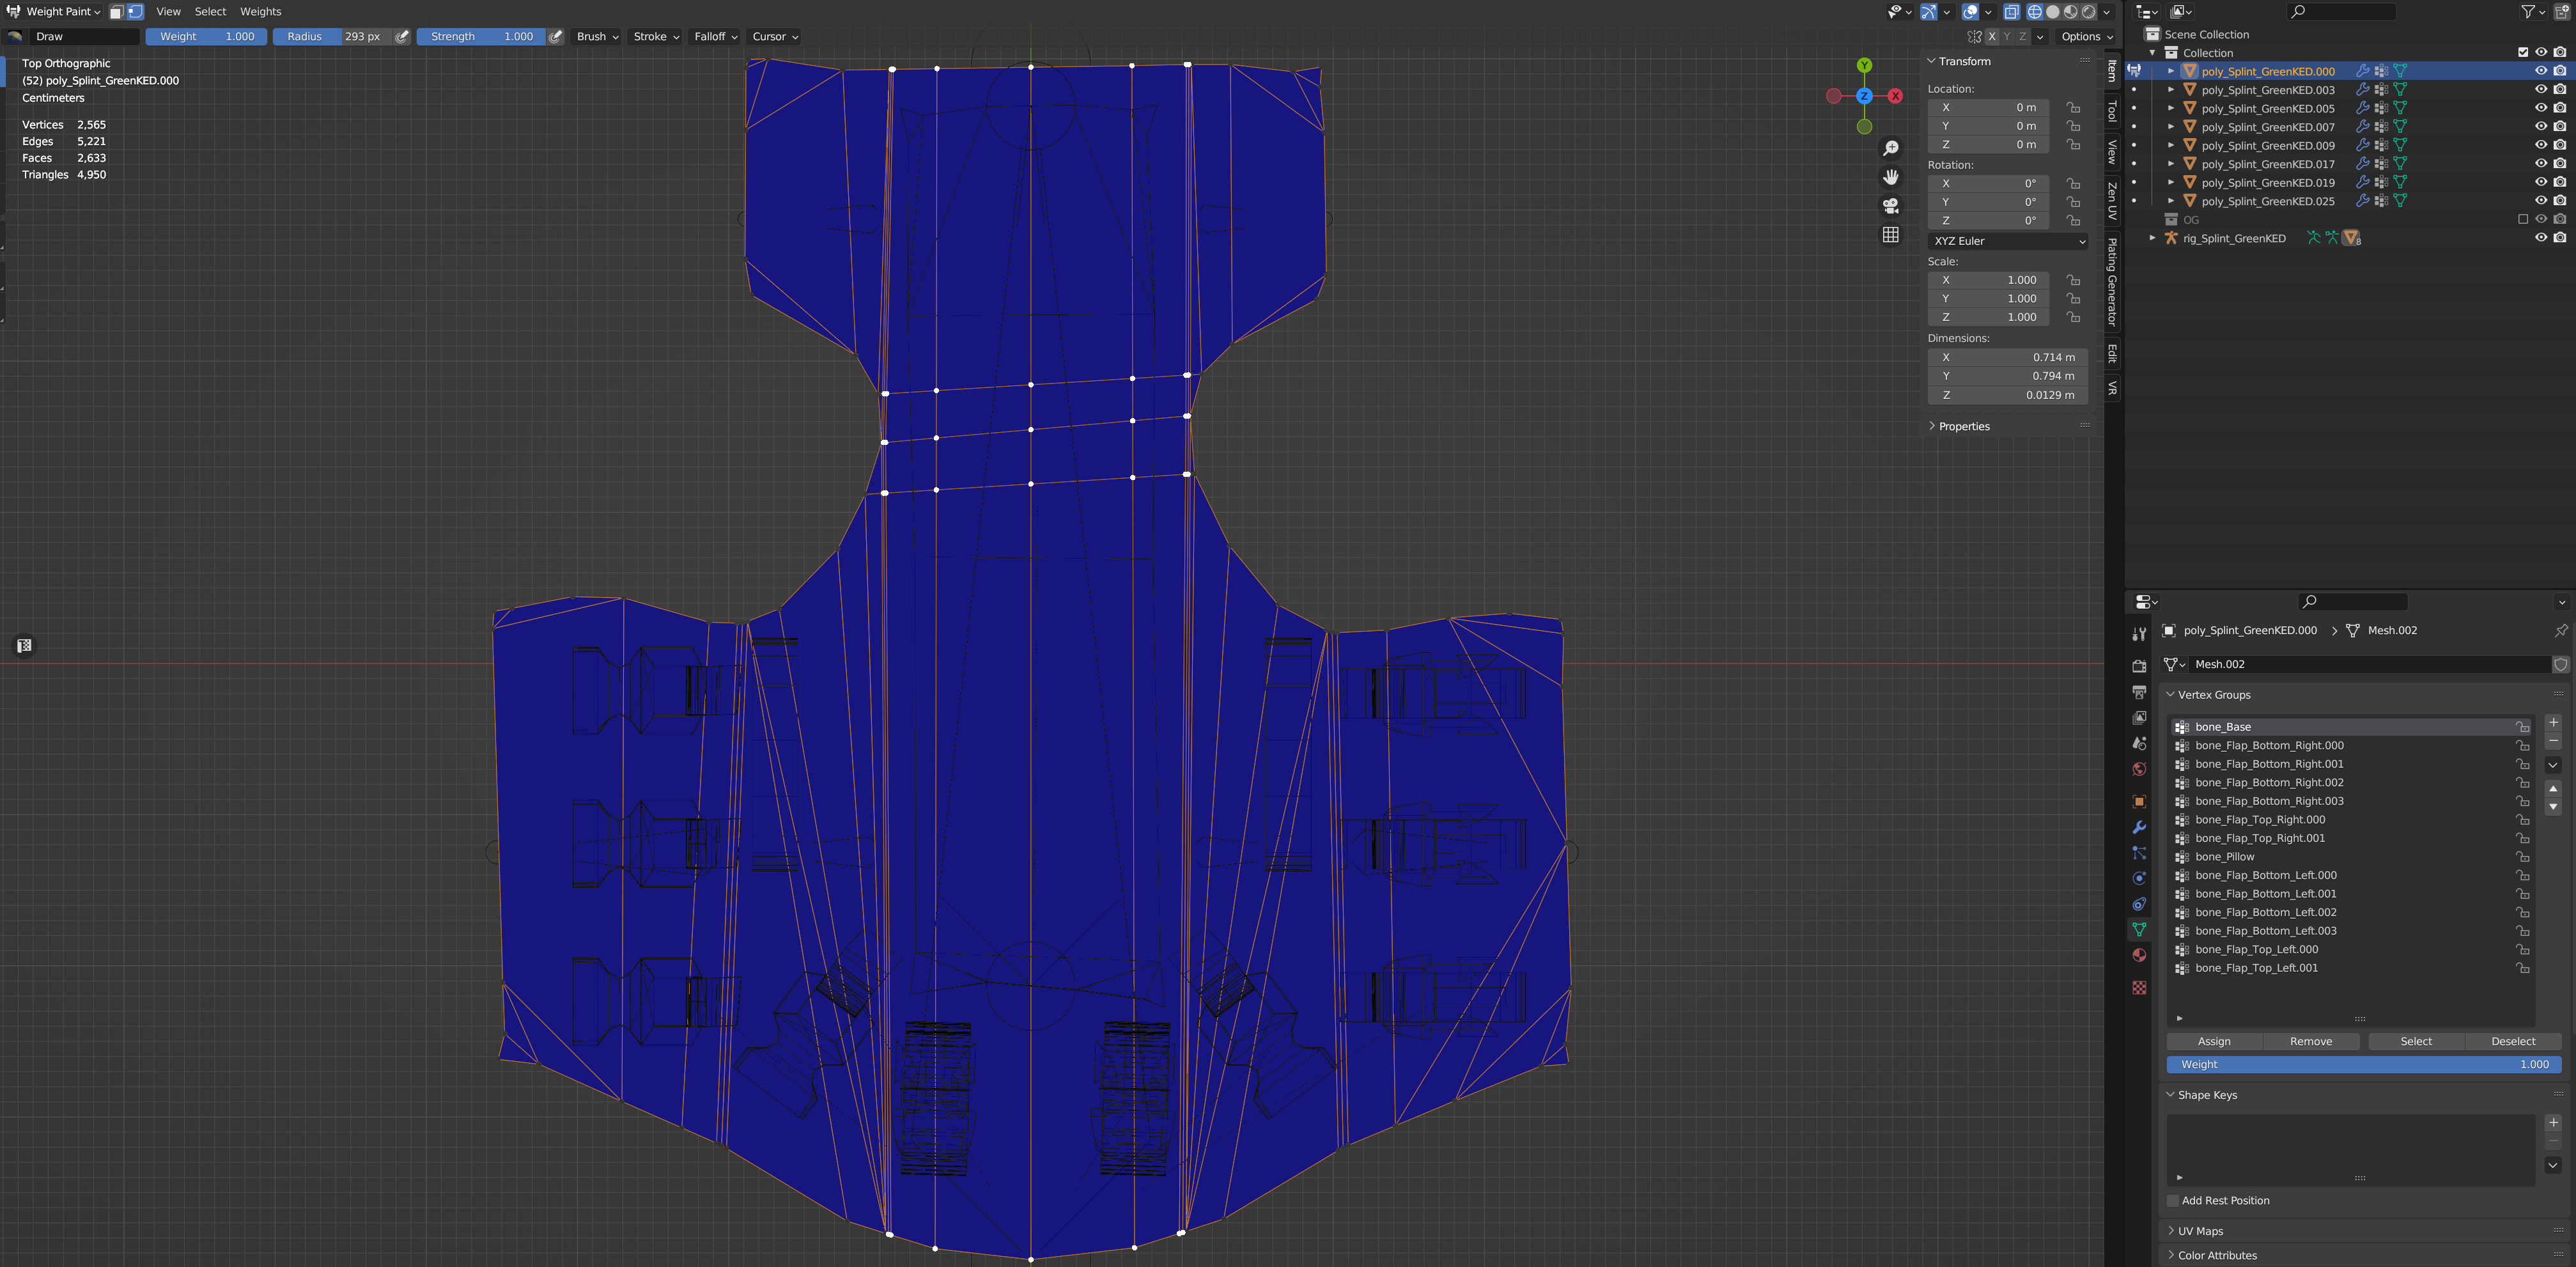 Weight Paint View Select Weights
Draw Weight 1.000 Radius 293 px Strength 1.000 Brush Stroke Falloff Cursor X Y Z Options
Top Orthographic
(52) poly_Splint_GreenKED.000
Centimeters
Vertices 2,565
Edges 5,221
Faces 2,633
Triangles 4,950
Y
Z
X
Transform
Location:
X 0 m
Y 0 m
Z 0 m
Rotation:
X 0°
Y 0°
Z 0°
XYZ Euler
Scale:
X 1.000
Y 1.000
Z 1.000
Dimensions:
X 0.714 m
Y 0.794 m
Z 0.0129 m
Properties
Item
Tool
View
Zen UV
Plating Generator
Edit
VR
Scene Collection
Collection
poly_Splint_GreenKED.000
poly_Splint_GreenKED.003
poly_Splint_GreenKED.005
poly_Splint_GreenKED.007
poly_Splint_GreenKED.009
poly_Splint_GreenKED.017
poly_Splint_GreenKED.019
poly_Splint_GreenKED.025
OG
rig_Splint_GreenKED 8
poly_Splint_GreenKED.000 Mesh.002
Mesh.002
Vertex Groups
bone_Base
bone_Flap_Bottom_Right.000
bone_Flap_Bottom_Right.001
bone_Flap_Bottom_Right.002
bone_Flap_Bottom_Right.003
bone_Flap_Top_Right.000
bone_Flap_Top_Right.001
bone_Pillow
bone_Flap_Bottom_Left.000
bone_Flap_Bottom_Left.001
bone_Flap_Bottom_Left.002
bone_Flap_Bottom_Left.003
bone_Flap_Top_Left.000
bone_Flap_Top_Left.001
Assign Remove Select Deselect
Weight 1.000
Shape Keys
Add Rest Position
UV Maps
Color Attributes